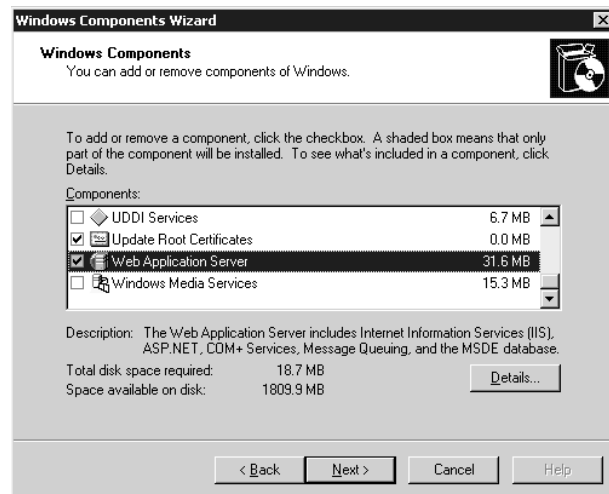 Windows Components Wizard
Windows Components
You can add or remove components of Windows.
To add or remove a component, click the checkbox. A shaded box means that only
part of the component will be installed. To see what's included in a component, click
Details.
Components:
UDDI Services 6.7 MB
Update Root Certificates 0.0 MB
Web Application Server 31.6 MB
Windows Media Services 15.3 MB
Description: The Web Application Server includes Internet Information Services (IIS),
ASP.NET, COM+ Services, Message Queuing, and the MSDE database.
Total disk space required: 18.7 MB
Space available on disk: 1809.9 MB
Details...
< Back Next > Cancel Help